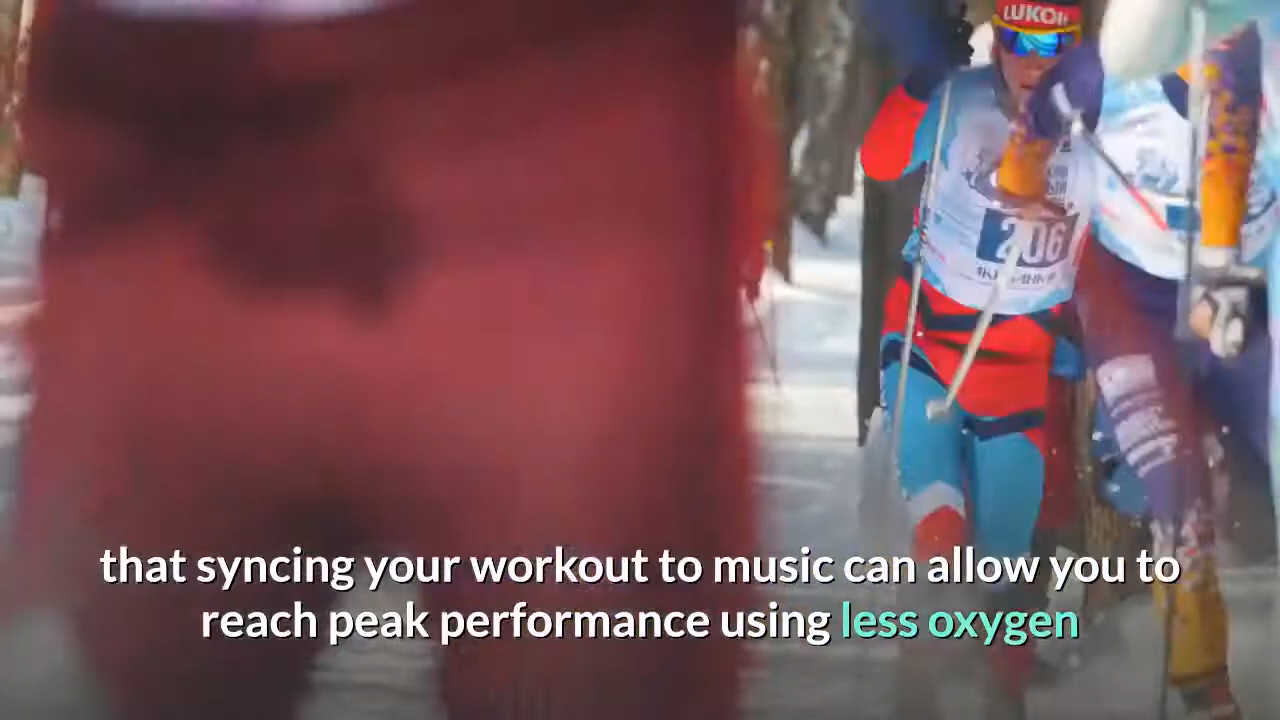 LUKOIL
206
that syncing your workout to music can allow you to
reach peak performance using less oxygen